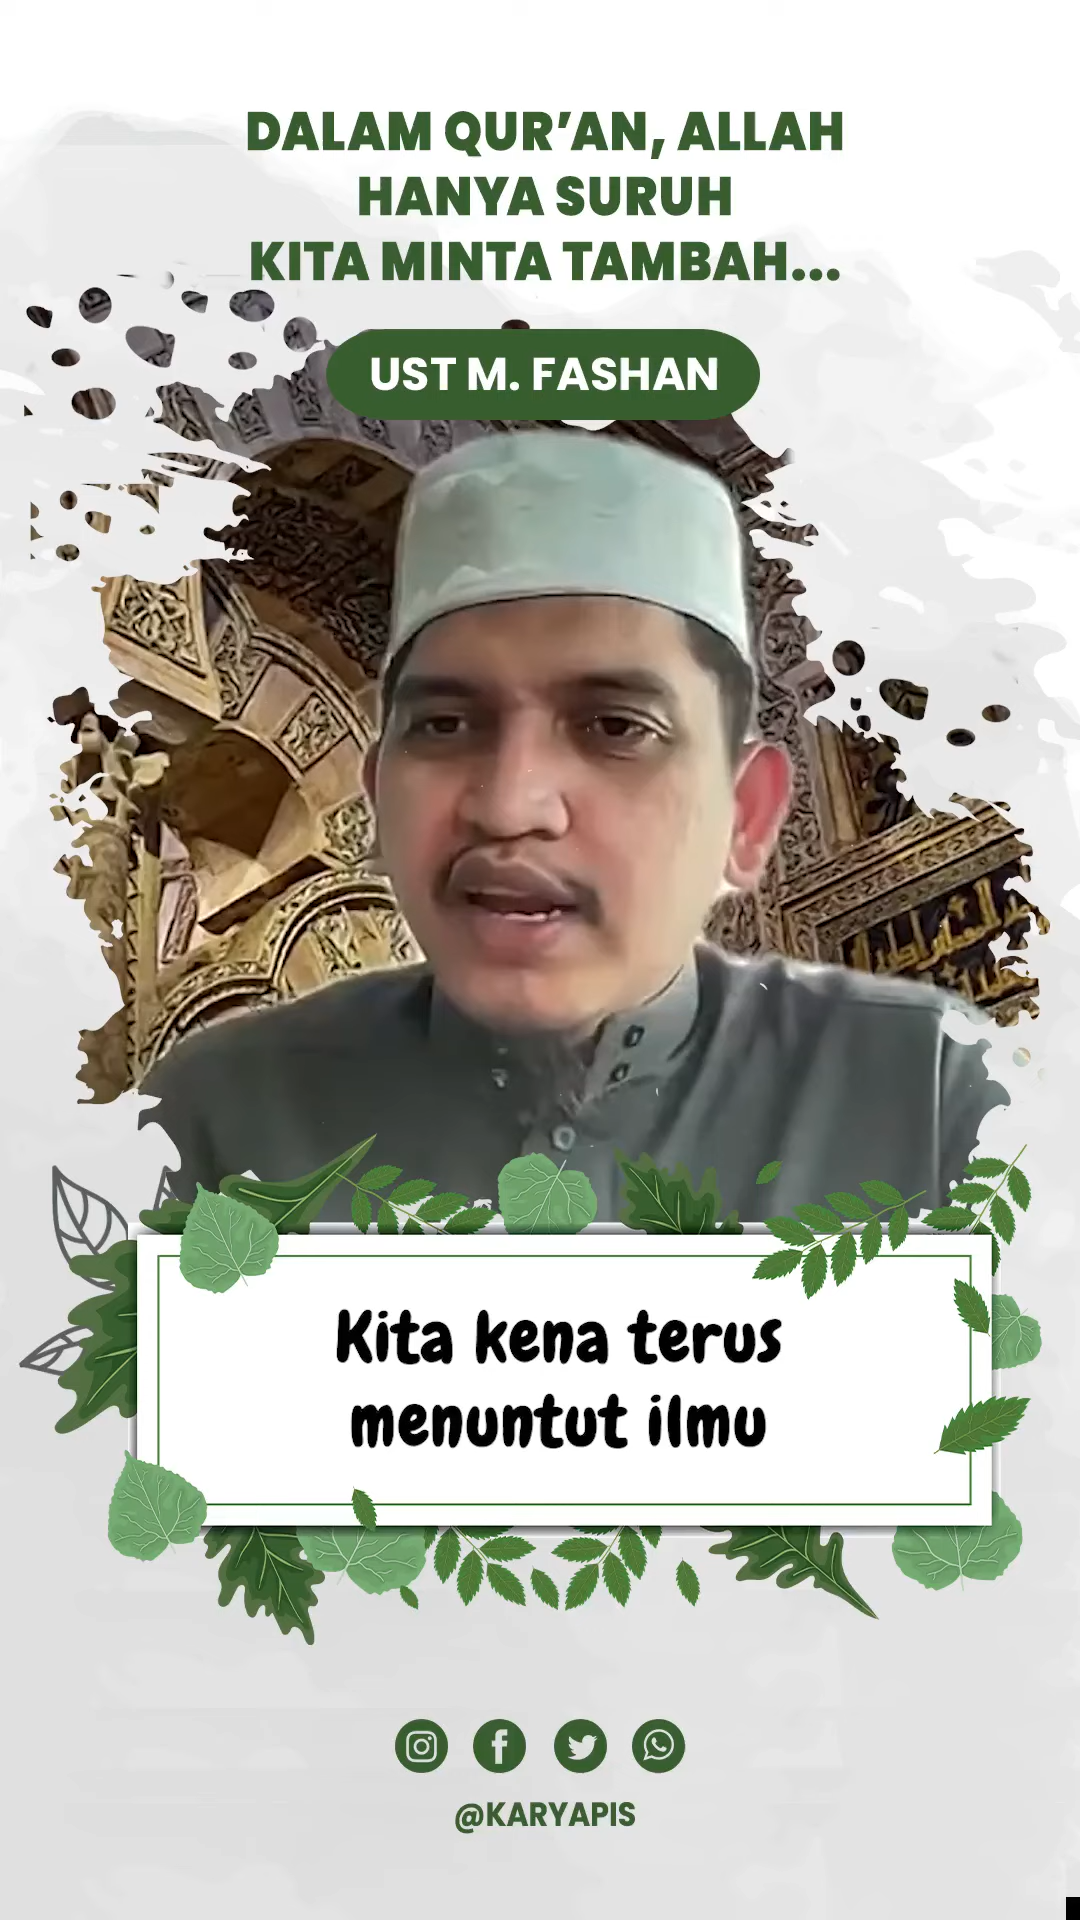 DALAM QUR'AN, ALLAH
HANYA SURUH
KITA MINTA TAMBAH...
UST M. FASHAN
Kita kena terus
menuntut ilmu
@KARYAPIS